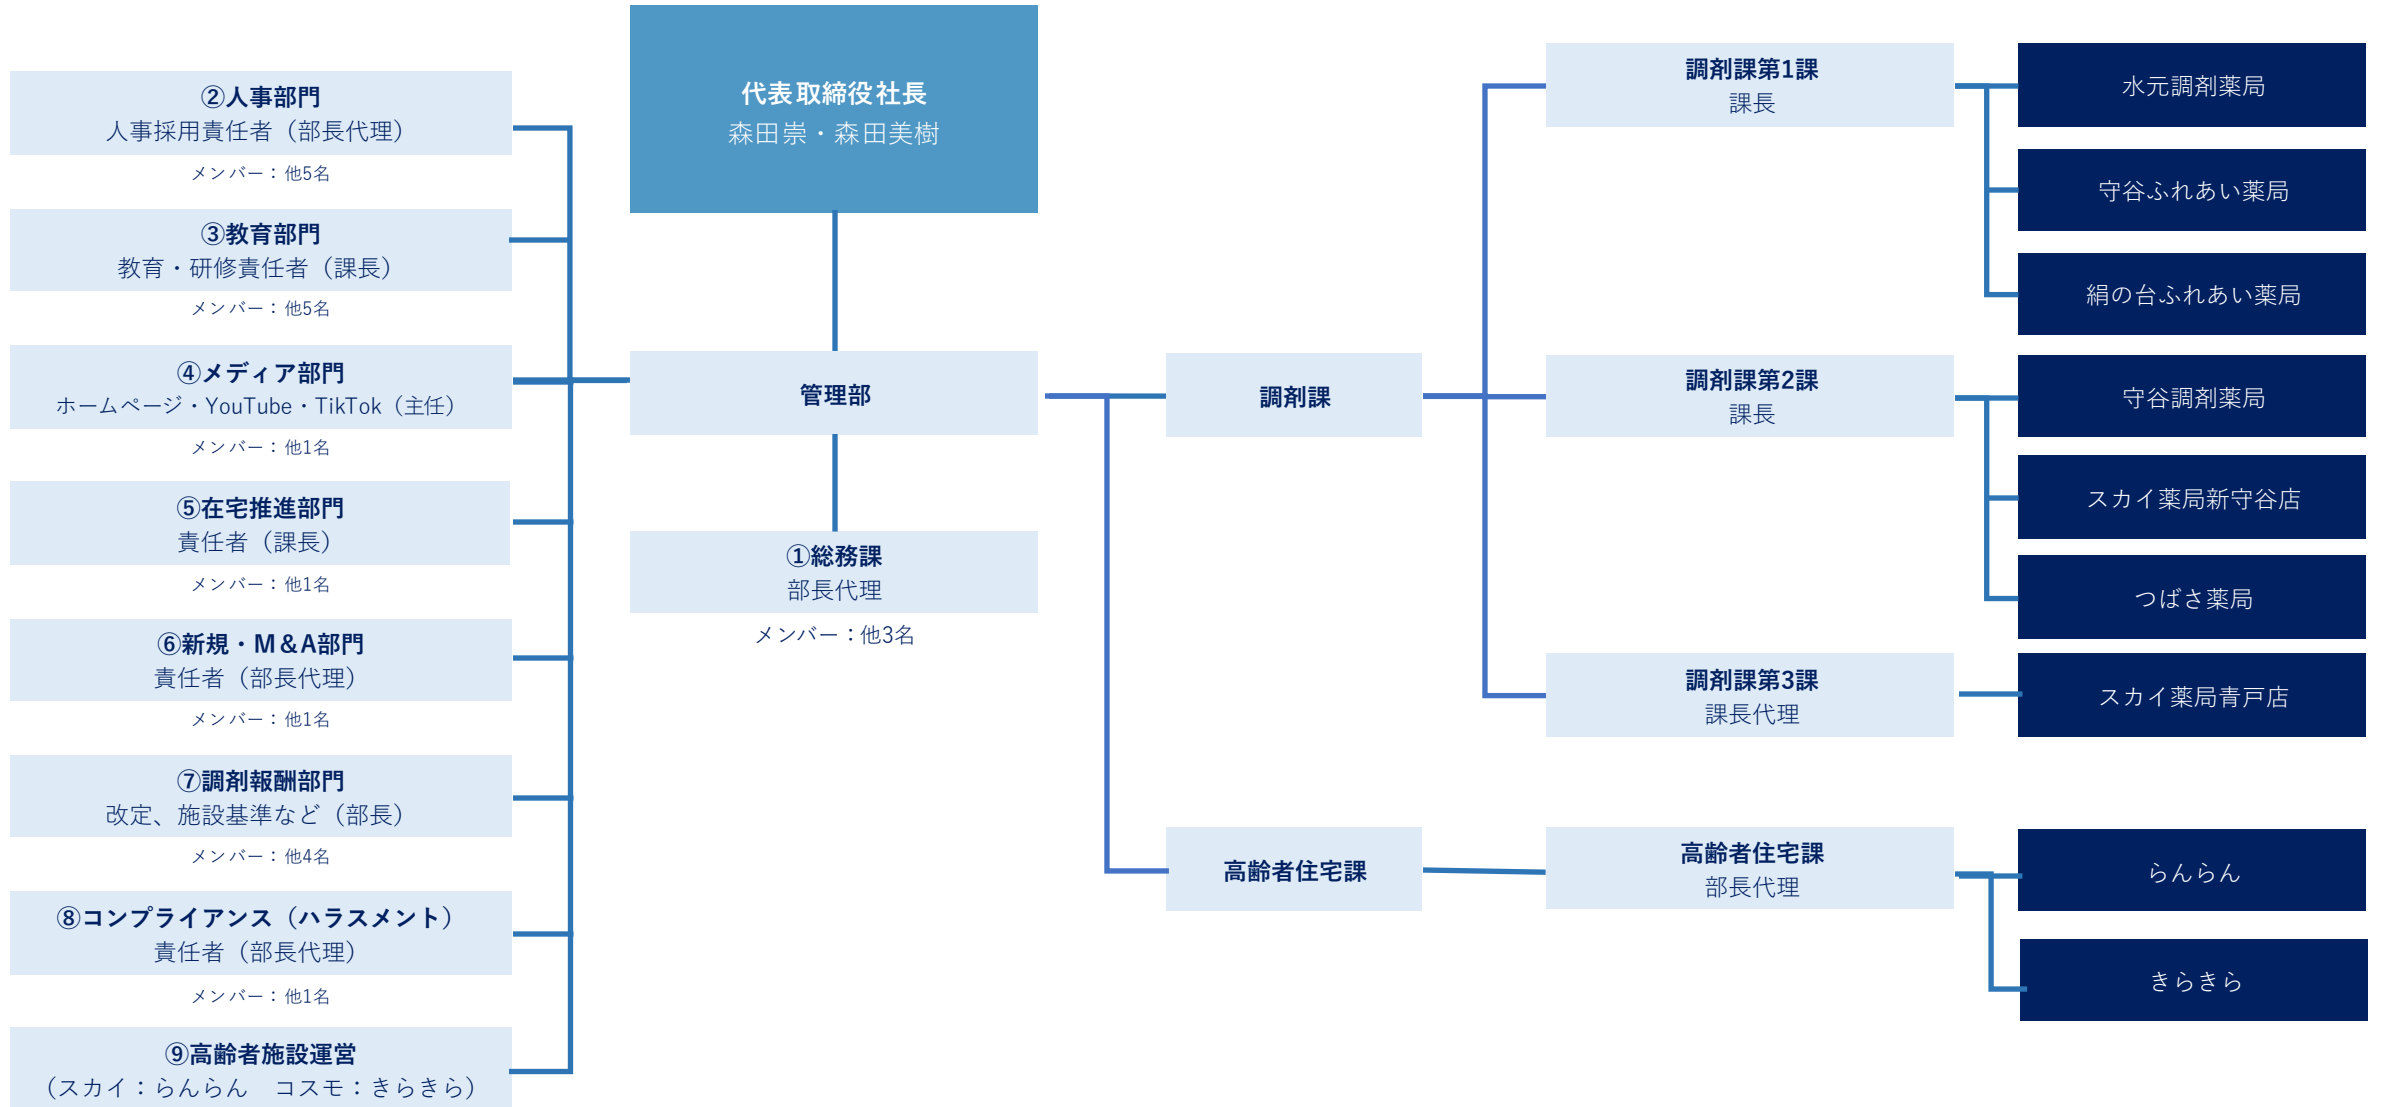 代表取締役社長
森田崇・森田美樹
管理部
①総務課
部長代理
メンバー：他3名
②人事部門
人事採用責任者（部長代理）
メンバー：他5名
③教育部門
教育・研修責任者（課長）
メンバー：他5名
④メディア部門
ホームページ・YouTube・TikTok（主任）
メンバー：他1名
⑤在宅推進部門
責任者（課長）
メンバー：他1名
⑥新規・M＆A部門
責任者（部長代理）
メンバー：他1名
⑦調剤報酬部門
改定、施設基準など（部長）
メンバー：他4名
⑧コンプライアンス（ハラスメント）
責任者（部長代理）
メンバー：他1名
⑨高齢者施設運営
（スカイ：らんらん　コスモ：きらきら）
調剤課
調剤課第1課
課長
水元調剤薬局
守谷ふれあい薬局
絹の台ふれあい薬局
調剤課第2課
課長
守谷調剤薬局
スカイ薬局新守谷店
つばさ薬局
調剤課第3課
課長代理
スカイ薬局青戸店
高齢者住宅課
高齢者住宅課
部長代理
らんらん
きらきら